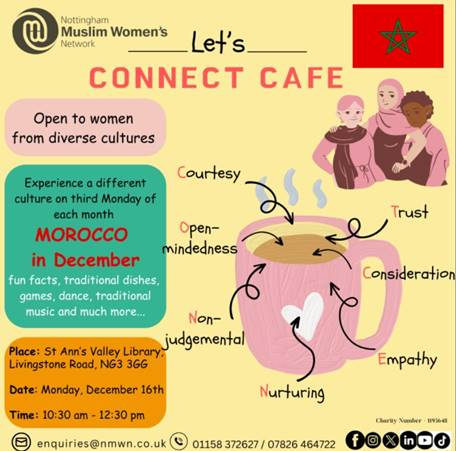 Nottingham
Muslim Women's
Network
Let's
CONNECT CAFE
Open to women
from diverse cultures
Experience a different
culture on third Monday of
each month
MOROCCO
in December
fun facts, traditional dishes,
games, dance, traditional
music and much more...
Place: St Ann's Valley Library,
Livingstone Road, NG3 3GG
Date: Monday, December 16th
Time: 10:30 am - 12:30 pm
Courtesy
Open-
mindedness
Non-
judgemental
Nurturing
Empathy
Consideration
Trust
Charity Number - 1195648
enquiries@nmwn.co.uk
01158 372627 / 07826 464722